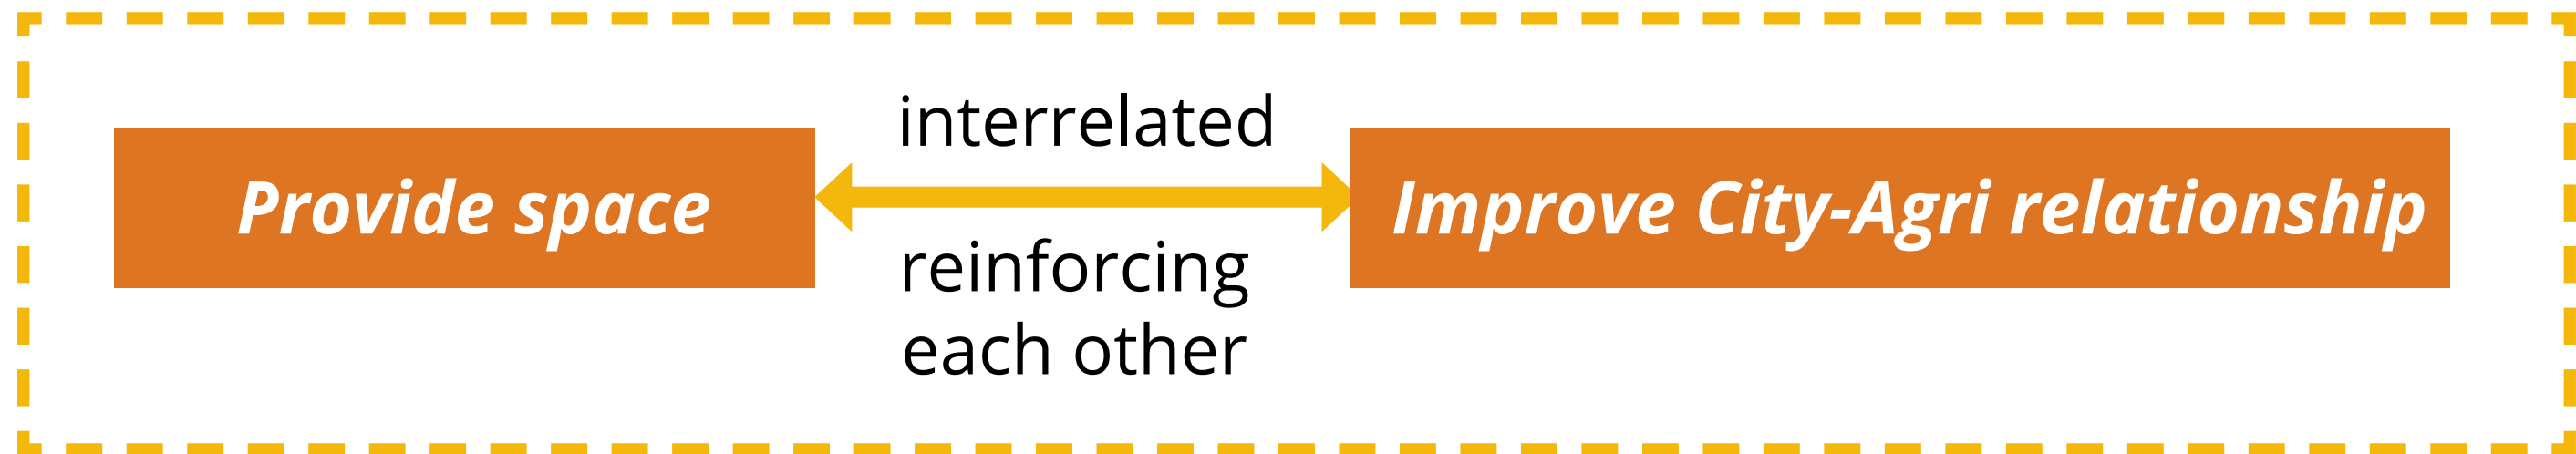 Provide space
interrelated
reinforcing
each other
Improve City-Agri relationship